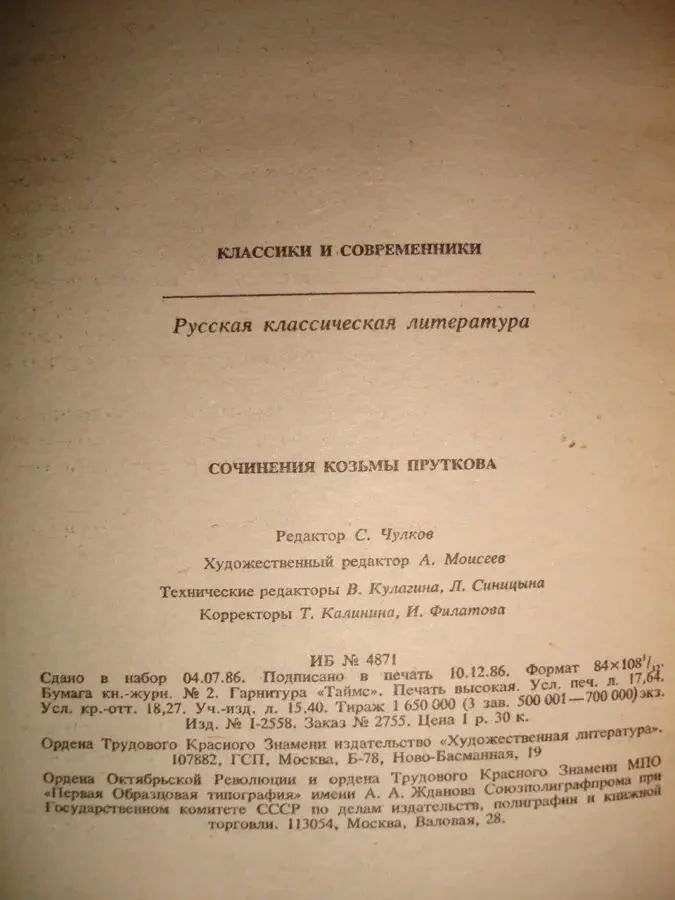 КЛАССИКИ И СОВРЕМЕННИКИ
Русская классическая литература
СОЧИНЕНИЯ КОЗЬМЫ ПРУТКОВА
Редактор С. Чулков
Художественный редактор А. Моисеев
Технические редакторы В. Кулагина, Л. Синицына
Корректоры Т. Калинина, И. Филатова
ИБ № 4871
Сдано в набор 04.07.86. Подписано в печать 10.12.86. Формат 84×108¹/₃₂.
Бумага кн.-журн. № 2. Гарнитура «Таймс». Печать высокая. Усл. печ. л. 17,64.
Усл. кр.-отт. 18,27. Уч.-изд. л. 15,40. Тираж 1 650 000 (3 зав. 500 001—700 000) экз.
Изд. № I-2558. Заказ № 2755. Цена 1 р. 30 к.
Ордена Трудового Красного Знамени издательство «Художественная литература».
107882, ГСП, Москва, Б-78, Ново-Басманная, 19
Ордена Октябрьской Революции и ордена Трудового Красного Знамени МПО
«Первая Образцовая типография» имени А. А. Жданова Союзполиграфпрома при
Государственном комитете СССР по делам издательств, полиграфии и книжной
торговли. 113054, Москва, Валовая, 28.